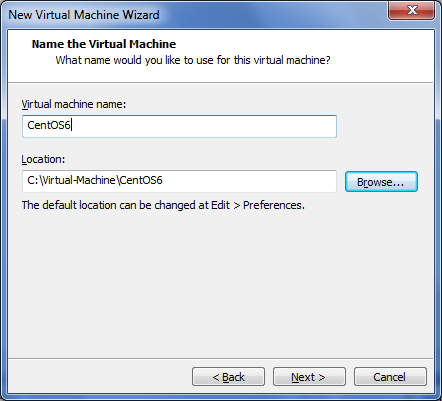 New Virtual Machine Wizard
Name the Virtual Machine
What name would you like to use for this virtual machine?
Virtual machine name:
CentOS6
Location:
C:\Virtual-Machine\CentOS6
Browse...
The default location can be changed at Edit > Preferences.
< Back
Next >
Cancel